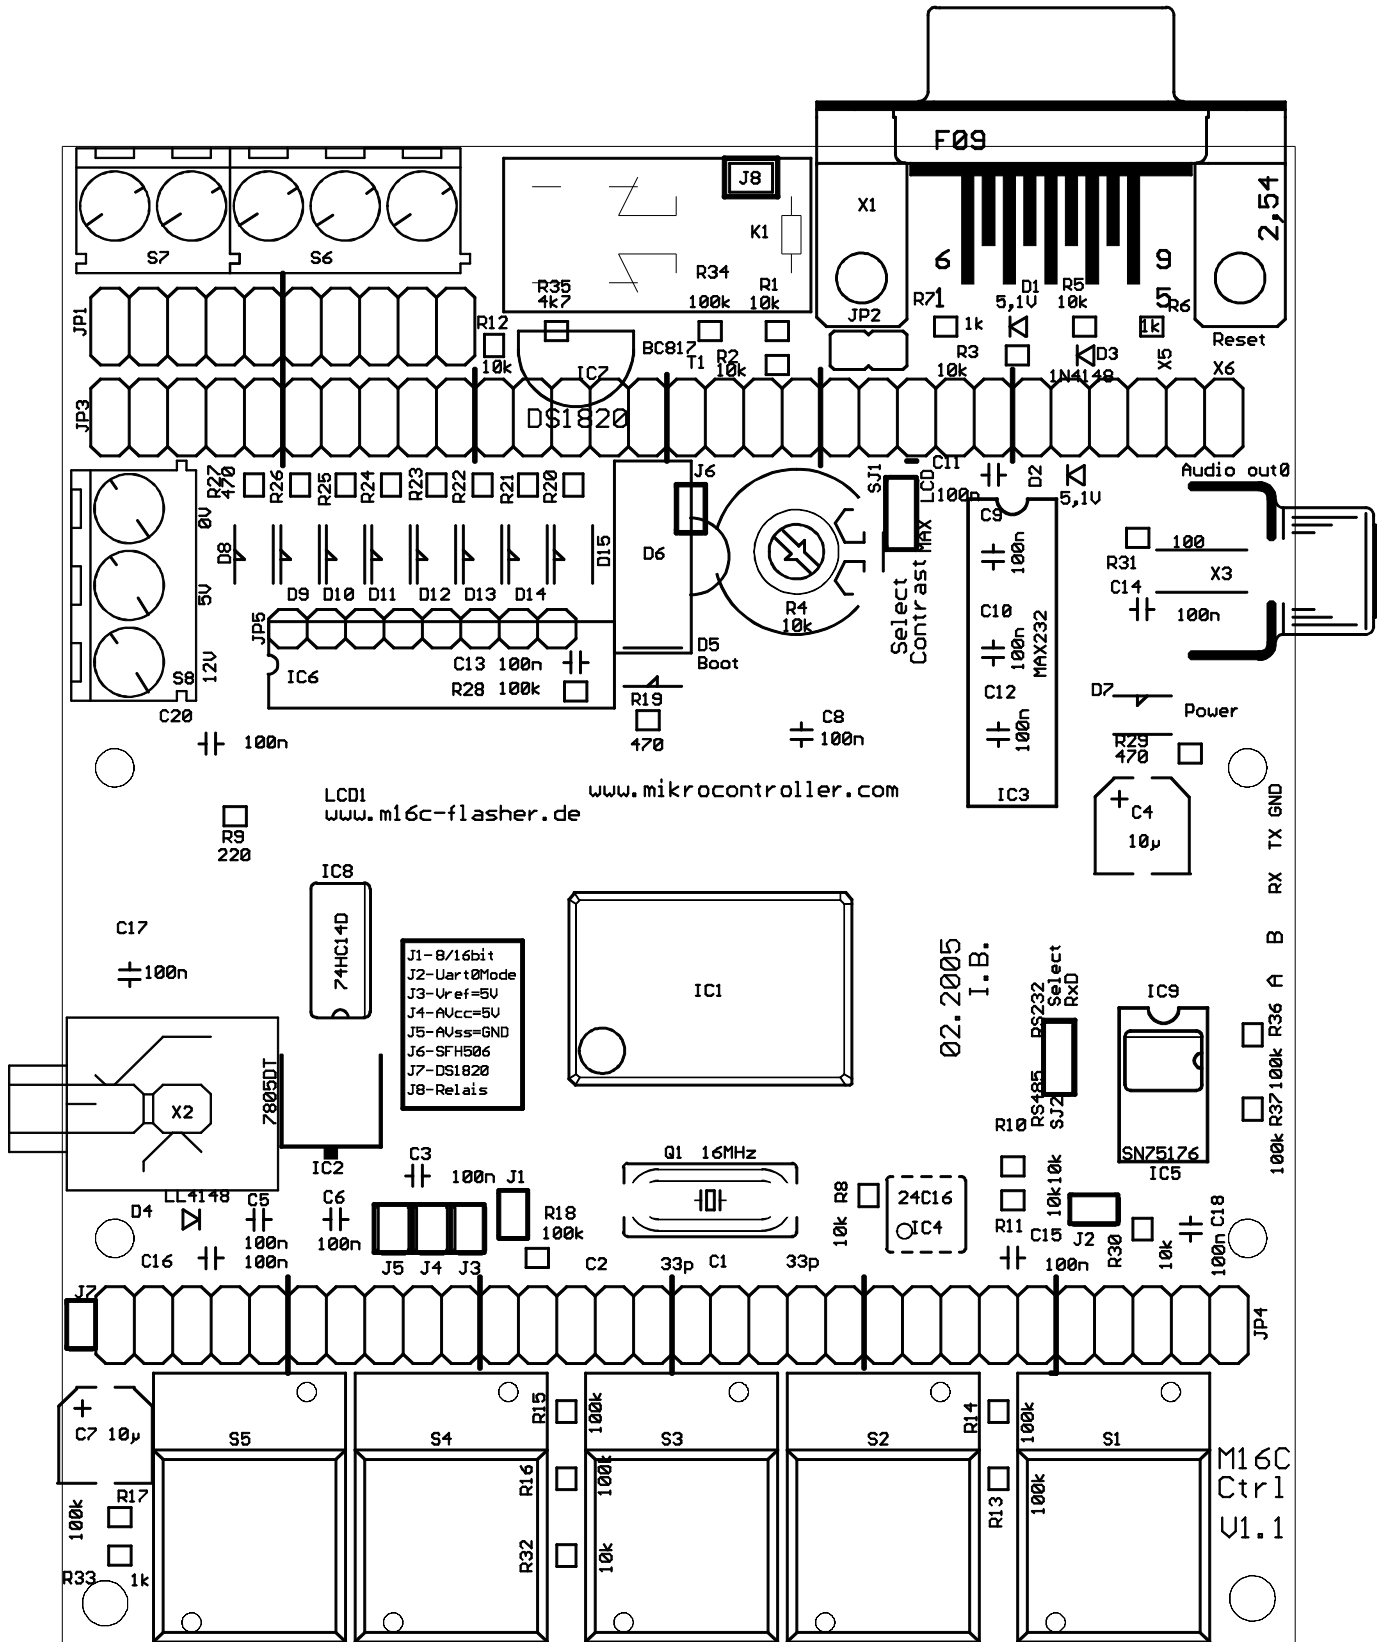 F09
J8
X1
2,54
K1
S7
S6
6
9
R34
R35
4k7
100k
R1
10k
D1
5,1V
R5
10k
R7
1
5
R6
JP1
R12
10k
JP2
1k
1k
Reset
BC817
T1
R2
10k
IC7
R3
10k
D3
1N4148
X5
X6
JP3
DS1820
R27
470
R26
R25
R24
R23
R22
R21
R20
J6
SJ1
LCD
MAX
C11
100n
D2
5,1V
Audio out0
0V
5V
12V
S8
D8
D15
D6
C9
100n
R31
100
X3
C14
100n
D9
D10
D11
D12
D13
D14
JP5
R4
10k
Select
Contrast
C10
100n
MAX232
IC6
C13 100n
R28 100k
D5
Boot
R19
470
C12
100n
D7
Power
C20
100n
C8
100n
R29
470
LCD1
www.m16c-flasher.de
www.mikrocontroller.com
IC3
C4
10µ
R9
220
IC8
74HC14D
RX TX GND
C17
100n
J1-8/16bit
J2-Uart0Mode
J3-Vref=5V
J4-AVcc=5V
J5-AVss=GND
J6-SFH506
J7-DS1820
J8-Relais
IC1
02.2005
I.B.
Select
RxD
RS232
RS485
SJ2
IC9
A B
R36
100k
R37
100k
X2
7805DT
IC2
SN75176
IC5
R10
10k
LL4148
D4
C5
100n
C6
100n
C3
100n
J1
Q1 16MHz
R8
10k
24C16
IC4
R11
10k
J2
R30
10k
C18
100n
C16
100n
R18
100k
J5
J4
J3
C2
33p
C1
33p
C15
100n
J7
JP4
C7 10µ
S5
S4
R15
100k
S3
S2
R14
100k
S1
M16C
Ctrl
V1.1
R17
100k
R16
100k
R13
100k
R33
1k
R32
10k